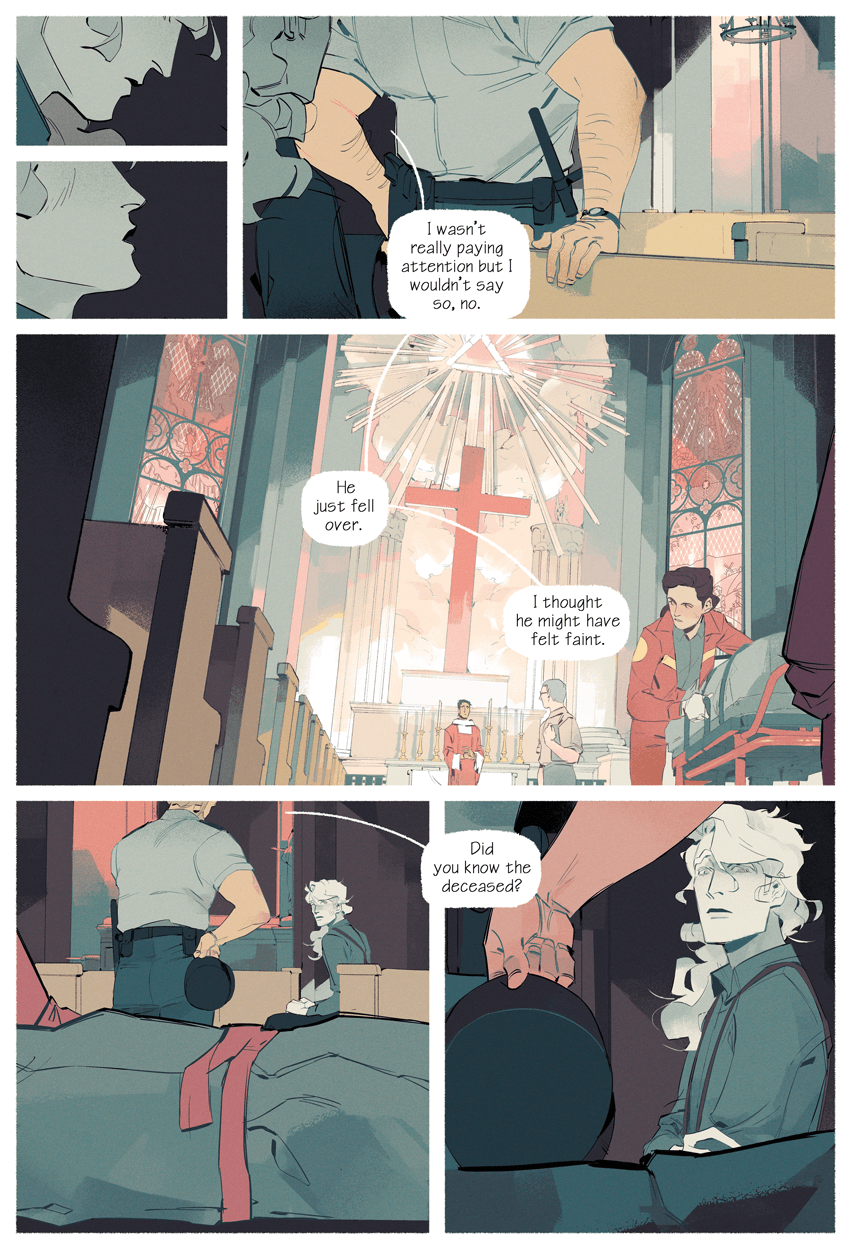 I wasn't
really paying
attention but I
wouldn't say
so, no.
He
just fell
over.
I thought
he might have
felt faint.
Did
you know the
deceased?